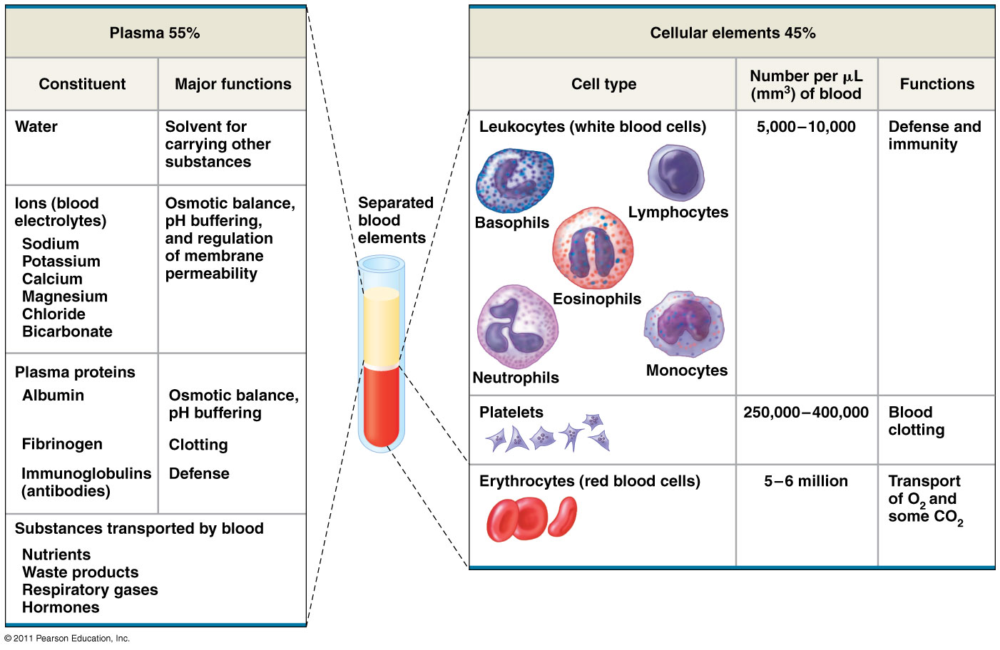 Plasma 55%
Constituent
Major functions
Water
Solvent for
carrying other
substances
Ions (blood
electrolytes)
Sodium
Potassium
Calcium
Magnesium
Chloride
Bicarbonate
Osmotic balance,
pH buffering,
and regulation
of membrane
permeability
Plasma proteins
Albumin
Osmotic balance,
pH buffering
Fibrinogen
Clotting
Immunoglobulins
(antibodies)
Defense
Substances transported by blood
Nutrients
Waste products
Respiratory gases
Hormones
Separated
blood
elements
Cellular elements 45%
Cell type
Number per μL
(mm³) of blood
Functions
Leukocytes (white blood cells)
5,000–10,000
Defense and
immunity
Basophils
Lymphocytes
Eosinophils
Neutrophils
Monocytes
Platelets
250,000–400,000
Blood
clotting
Erythrocytes (red blood cells)
5–6 million
Transport
of O₂ and
some CO₂
© 2011 Pearson Education, Inc.